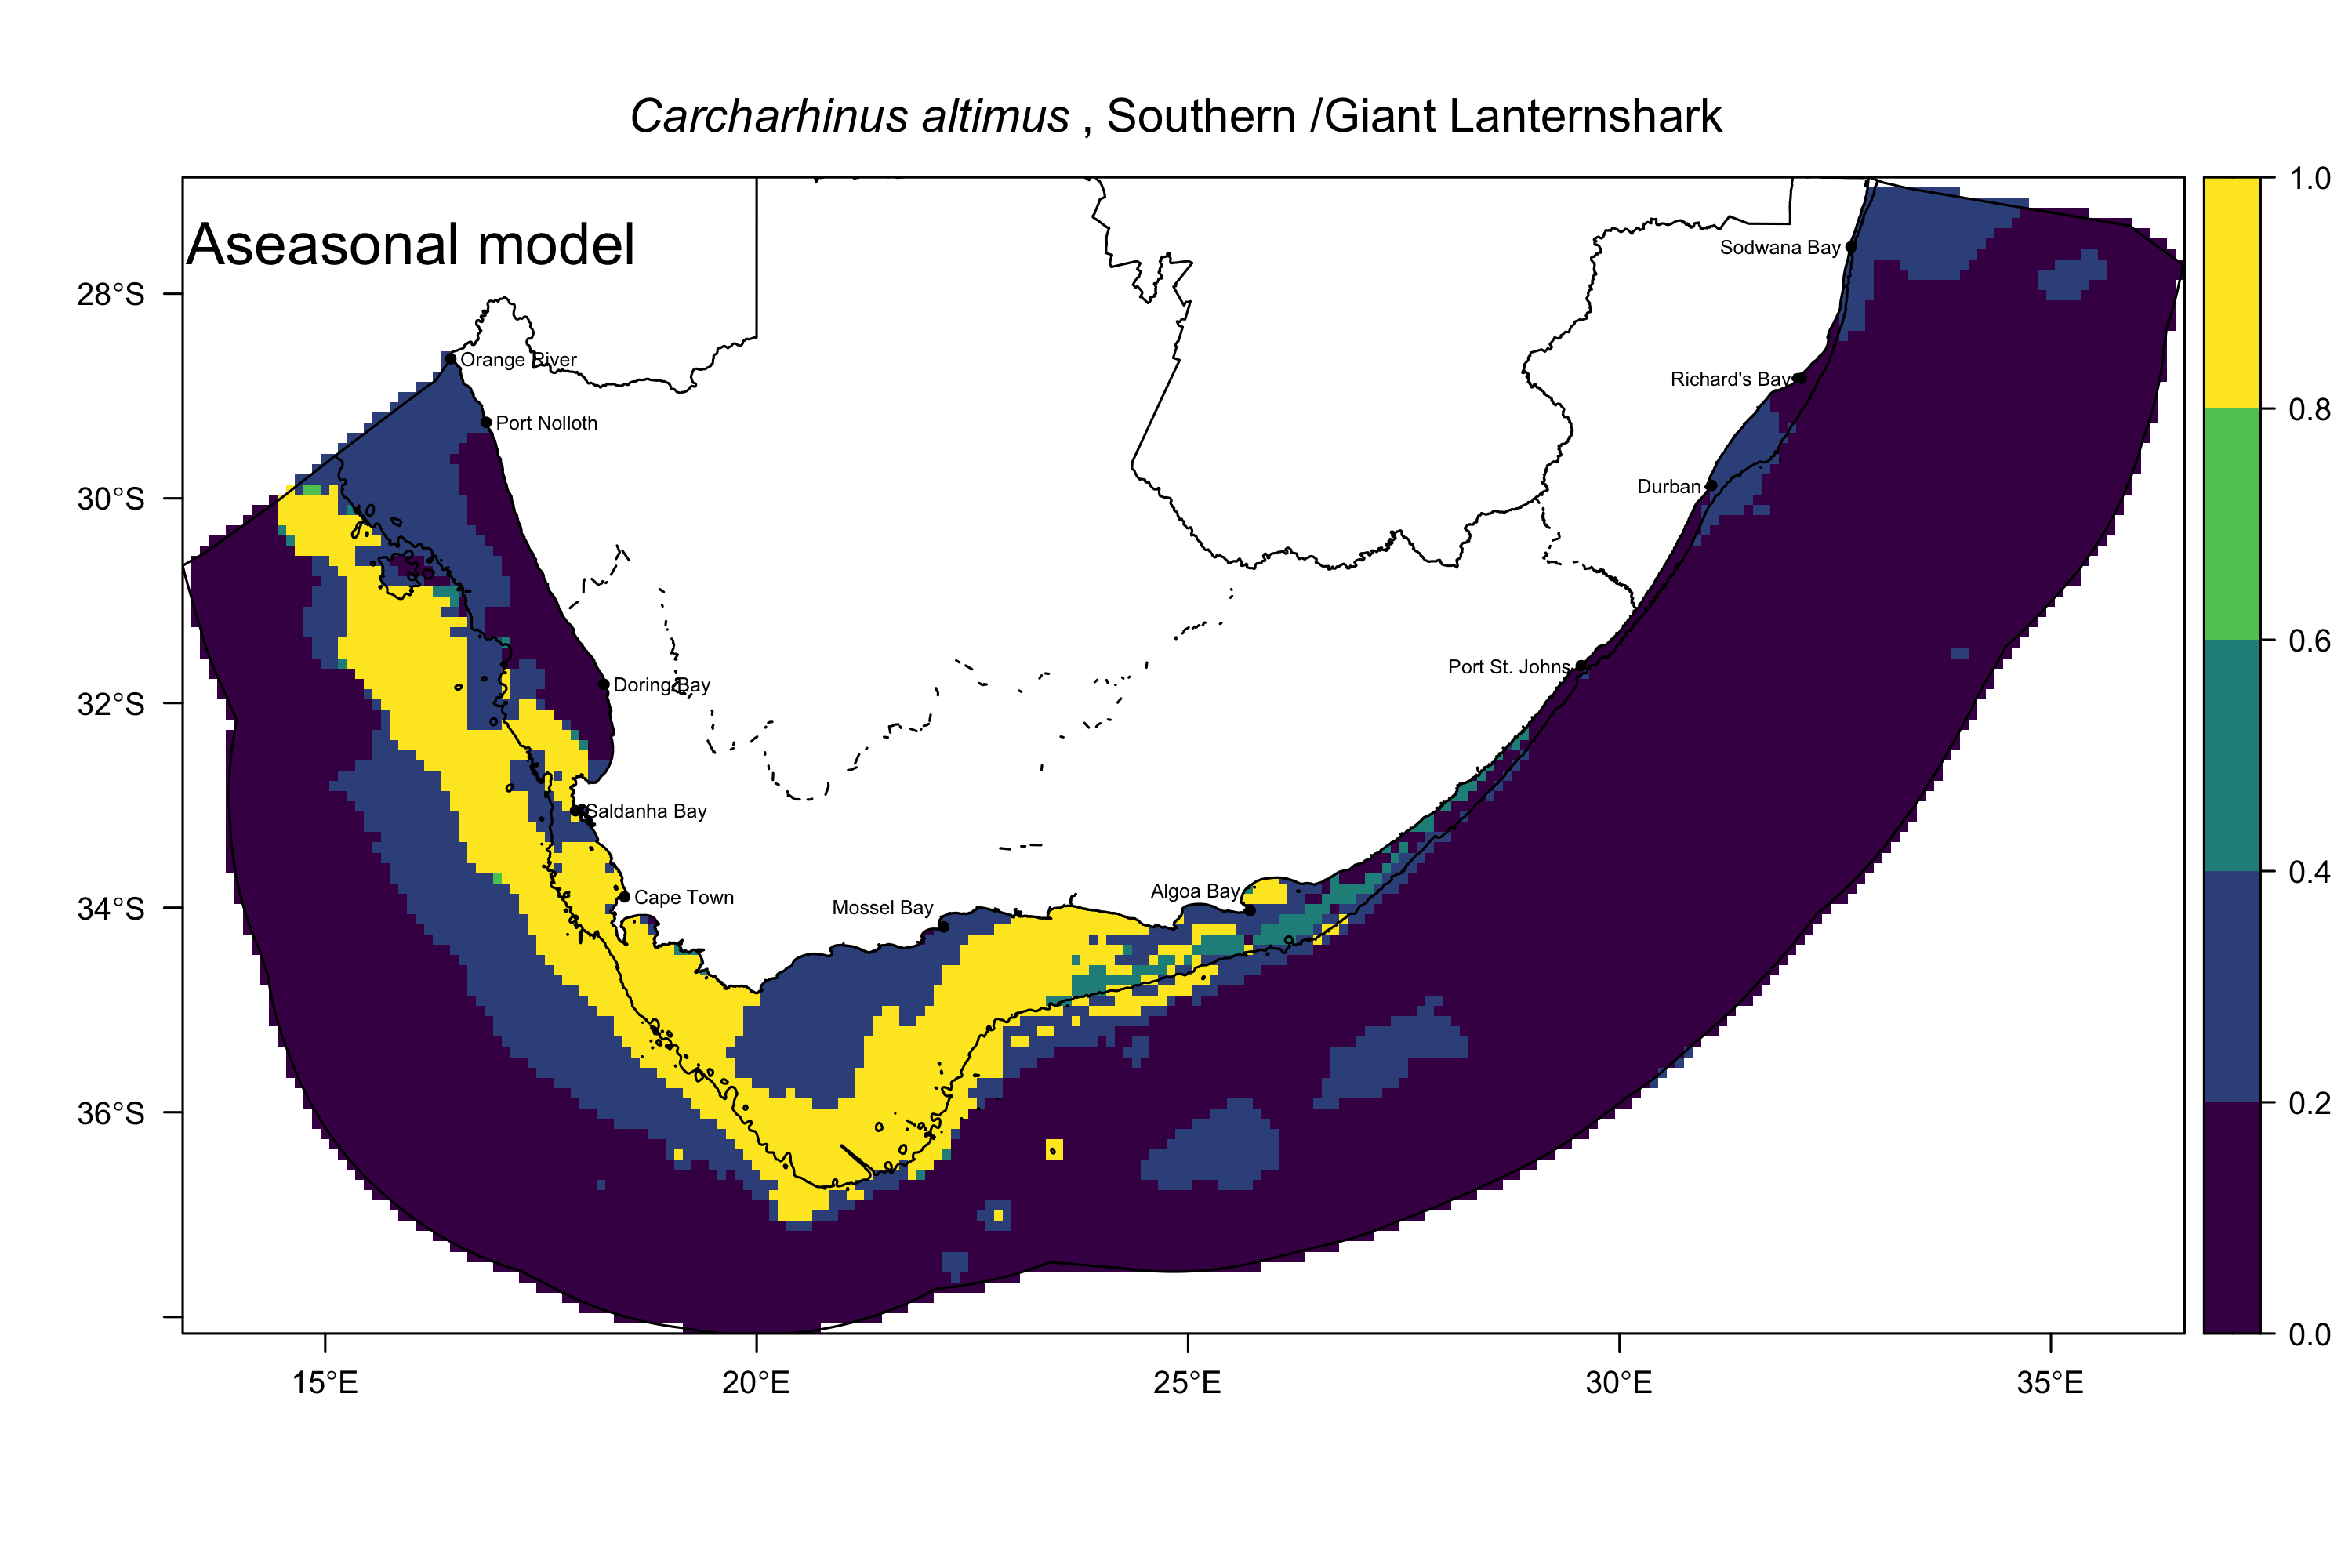 Carcharhinus altimus , Southern /Giant Lanternshark
Aseasonal model
28°S
30°S
32°S
34°S
36°S
15°E
20°E
25°E
30°E
35°E
1.0
0.8
0.6
0.4
0.2
0.0
Sodwana Bay
Orange River
Richard's Bay
Port Nolloth
Durban
Port St. Johns
Doring Bay
Saldanha Bay
Cape Town
Algoa Bay
Mossel Bay